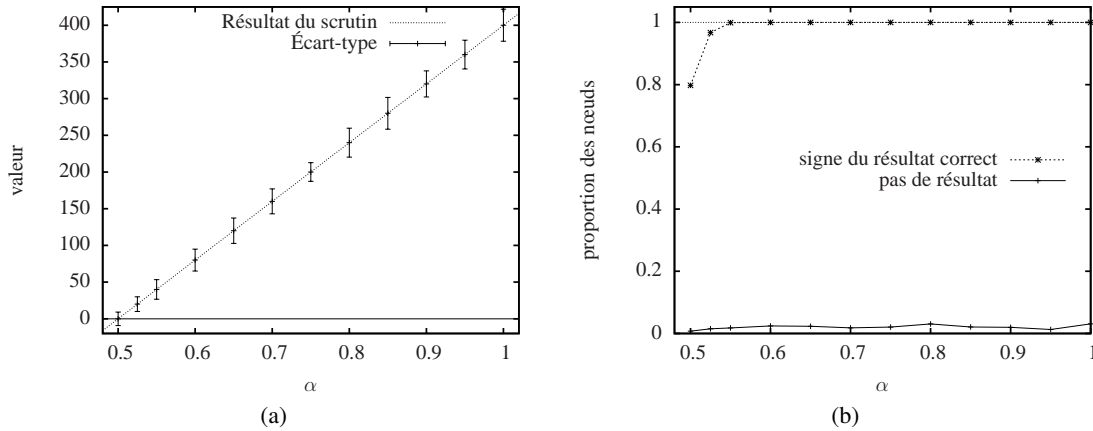 Résultat du scrutin
Écart-type
400
350
300
250
200
150
100
50
0
valeur
0.5 0.6 0.7 0.8 0.9 1
α
(a)
1
0.8
0.6
0.4
0.2
0
proportion des nœuds
signe du résultat correct
pas de résultat
0.5 0.6 0.7 0.8 0.9 1
α
(b)